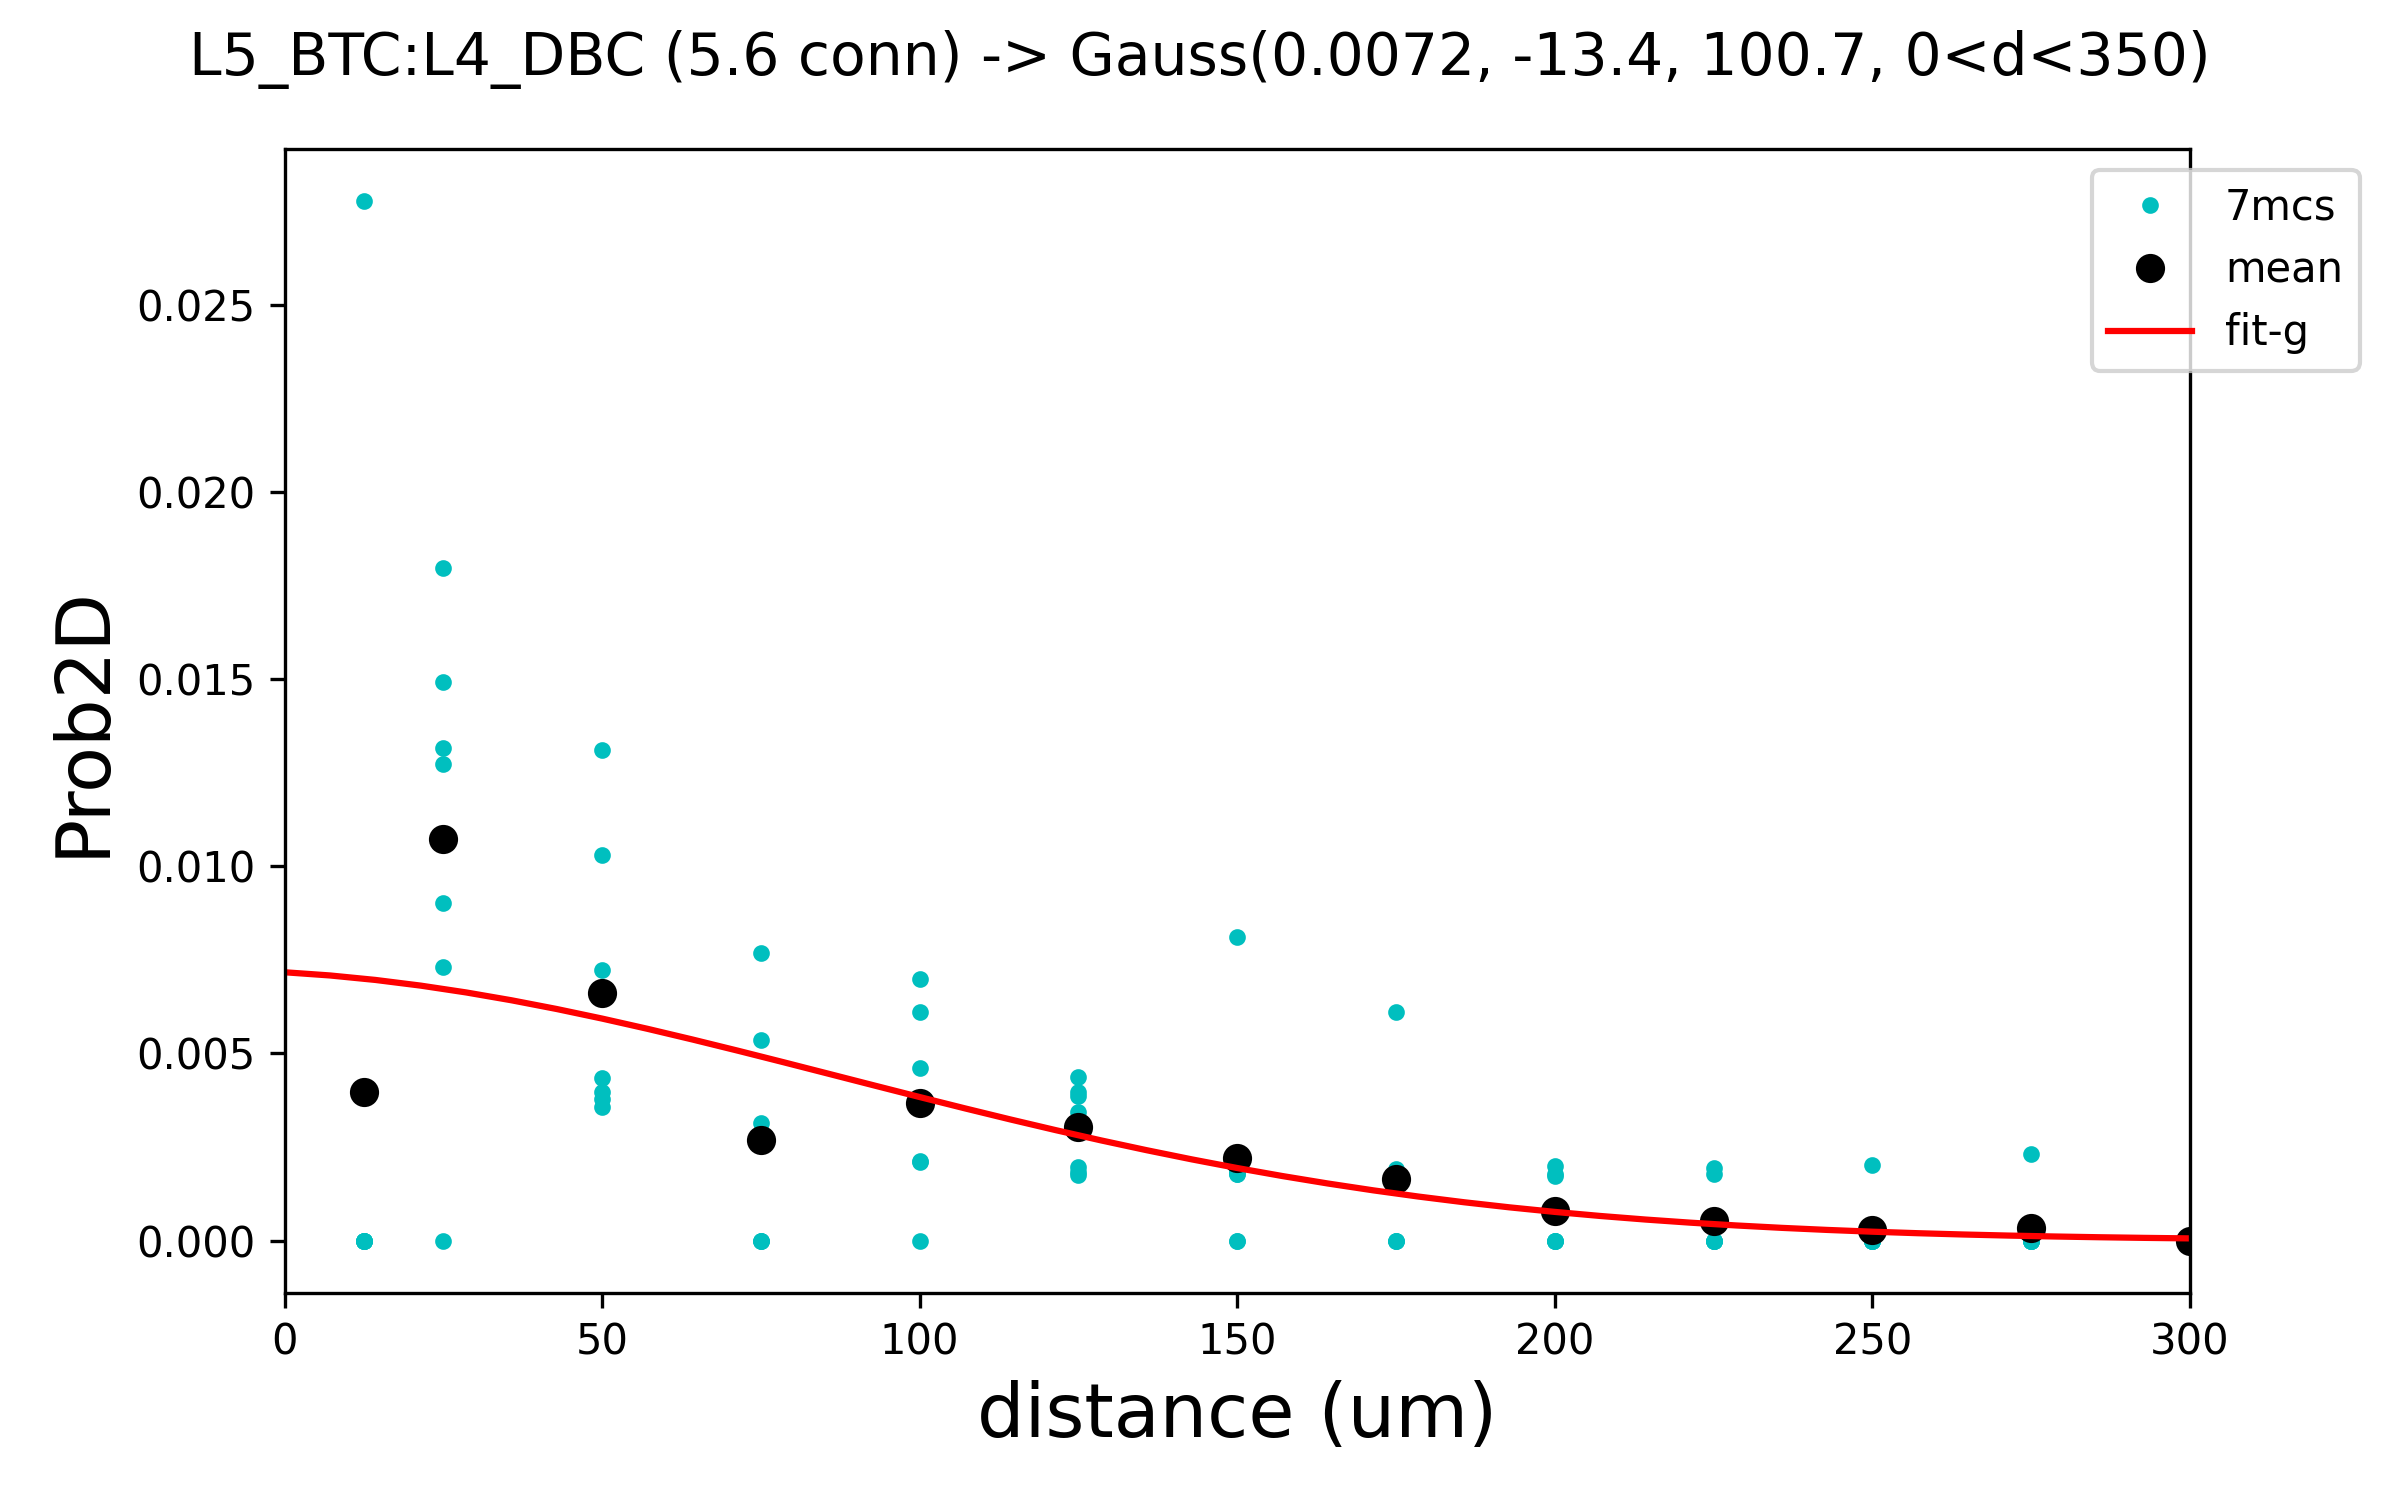 L5_BTC:L4_DBC (5.6 conn) -> Gauss(0.0072, -13.4, 100.7, 0<d<350)
7mcs
mean
fit-g
0.025
0.020
0.015
0.010
0.005
0.000
Prob2D
0 50 100 150 200 250 300
distance (um)